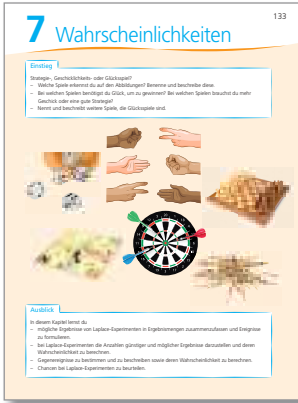 133
7 Wahrscheinlichkeiten
Einstieg
Strategie-, Geschicklichkeits- oder Glücksspiel?
– Welche Spiele erkennst du auf den Abbildungen? Benenne und beschreibe diese.
– Bei welchen Spielen benötigst du Glück, um zu gewinnen? Bei welchen Spielen brauchst du mehr
Geschick oder eine gute Strategie?
– Nennt und beschreibt weitere Spiele, die Glücksspiele sind.
Ausblick
In diesem Kapitel lernst du
– mögliche Ergebnisse von Laplace-Experimenten in Ergebnismengen zusammenzufassen und Ereignisse
zu formulieren.
– bei Laplace-Experimenten die Anzahlen günstiger und möglicher Ergebnisse darzustellen und deren
Wahrscheinlichkeit zu berechnen.
– Gegenereignisse zu bestimmen und zu beschreiben sowie deren Wahrscheinlichkeit zu berechnen.
– Chancen bei Laplace-Experimenten zu beurteilen.